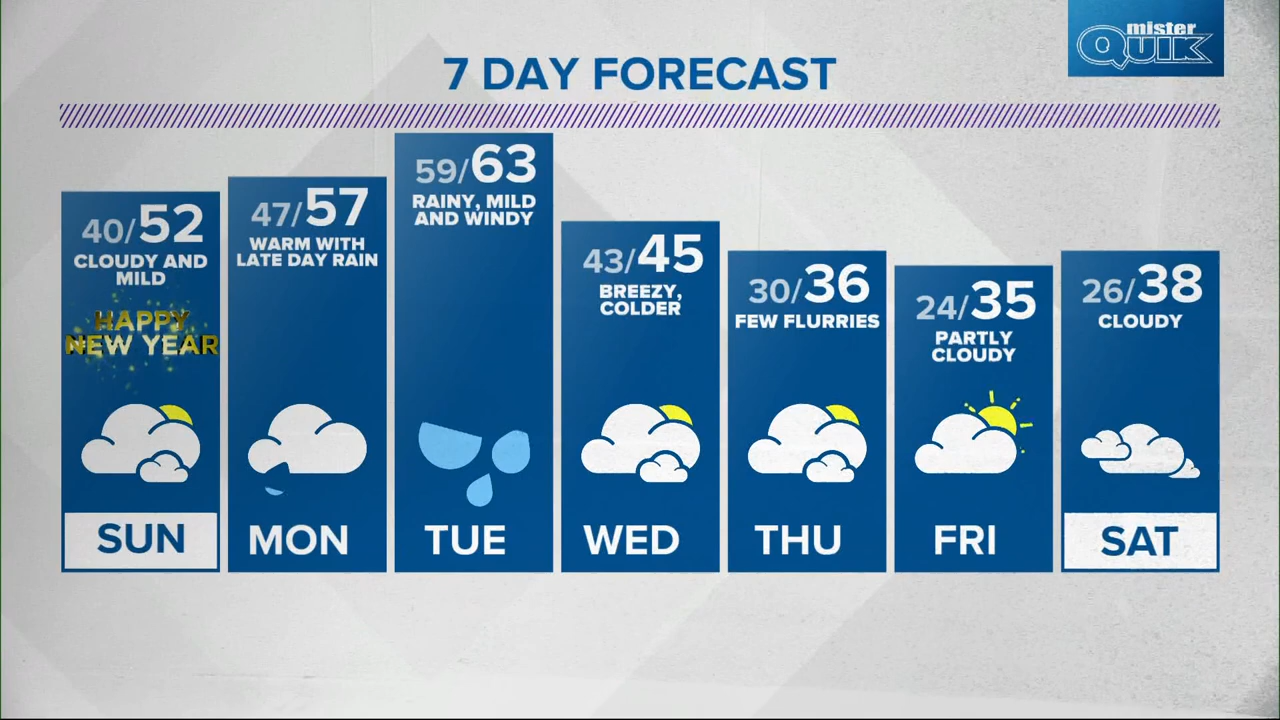 mister
QUIK
7 DAY FORECAST
40/52
CLOUDY AND
MILD
HAPPY
NEW YEAR
SUN
47/57
WARM WITH
LATE DAY RAIN
MON
59/63
RAINY, MILD
AND WINDY
TUE
43/45
BREEZY,
COLDER
WED
30/36
FEW FLURRIES
THU
24/35
PARTLY
CLOUDY
FRI
26/38
CLOUDY
SAT